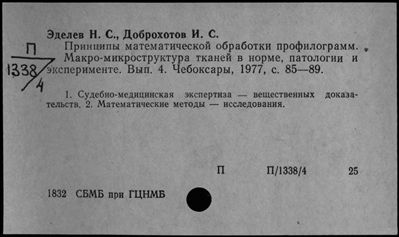 Эделев Н. С., Доброхотов И. С.
П
1338/4
Принципы математической обработки профилограмм.
Макро-микроструктура тканей в норме, патологии и
эксперименте. Вып. 4. Чебоксары, 1977, с. 85—89.
1. Судебно-медицинская экспертиза — вещественных доказа-
тельств. 2. Математические методы — исследования.
П П/1338/4 25
1832 СБМБ при ГЦНМБ